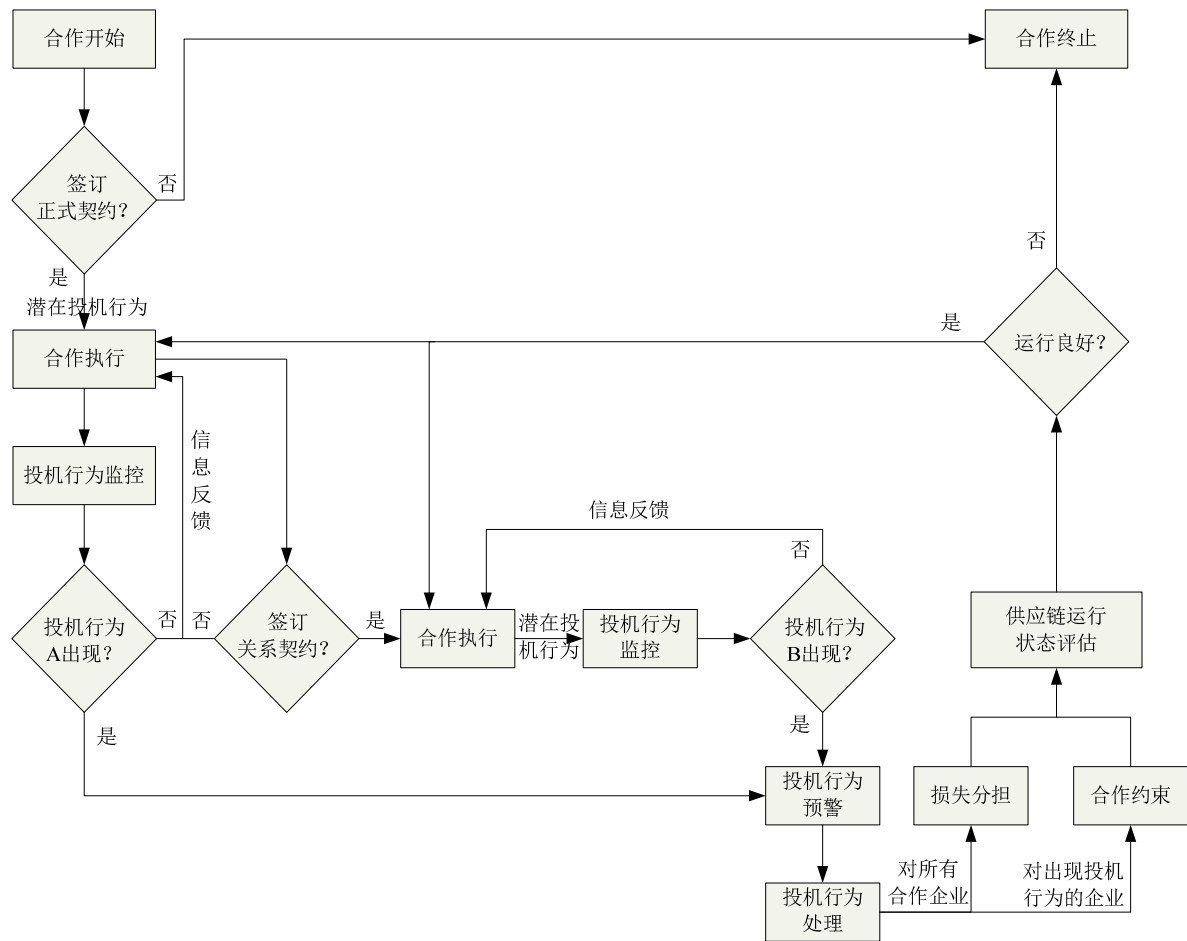 合作开始
合作终止
签订
正式契约?
否
是
潜在投机行为
否
是
合作执行
运行良好?
信
息
反
馈
投机行为监控
信息反馈
否
投机行为
A出现?
否
否
签订
关系契约?
是
合作执行
潜在投
机行为
投机行为
监控
投机行为
B出现?
供应链运行
状态评估
是
是
投机行为
预警
损失分担
合作约束
投机行为
处理
对所有
合作企业
对出现投机
行为的企业